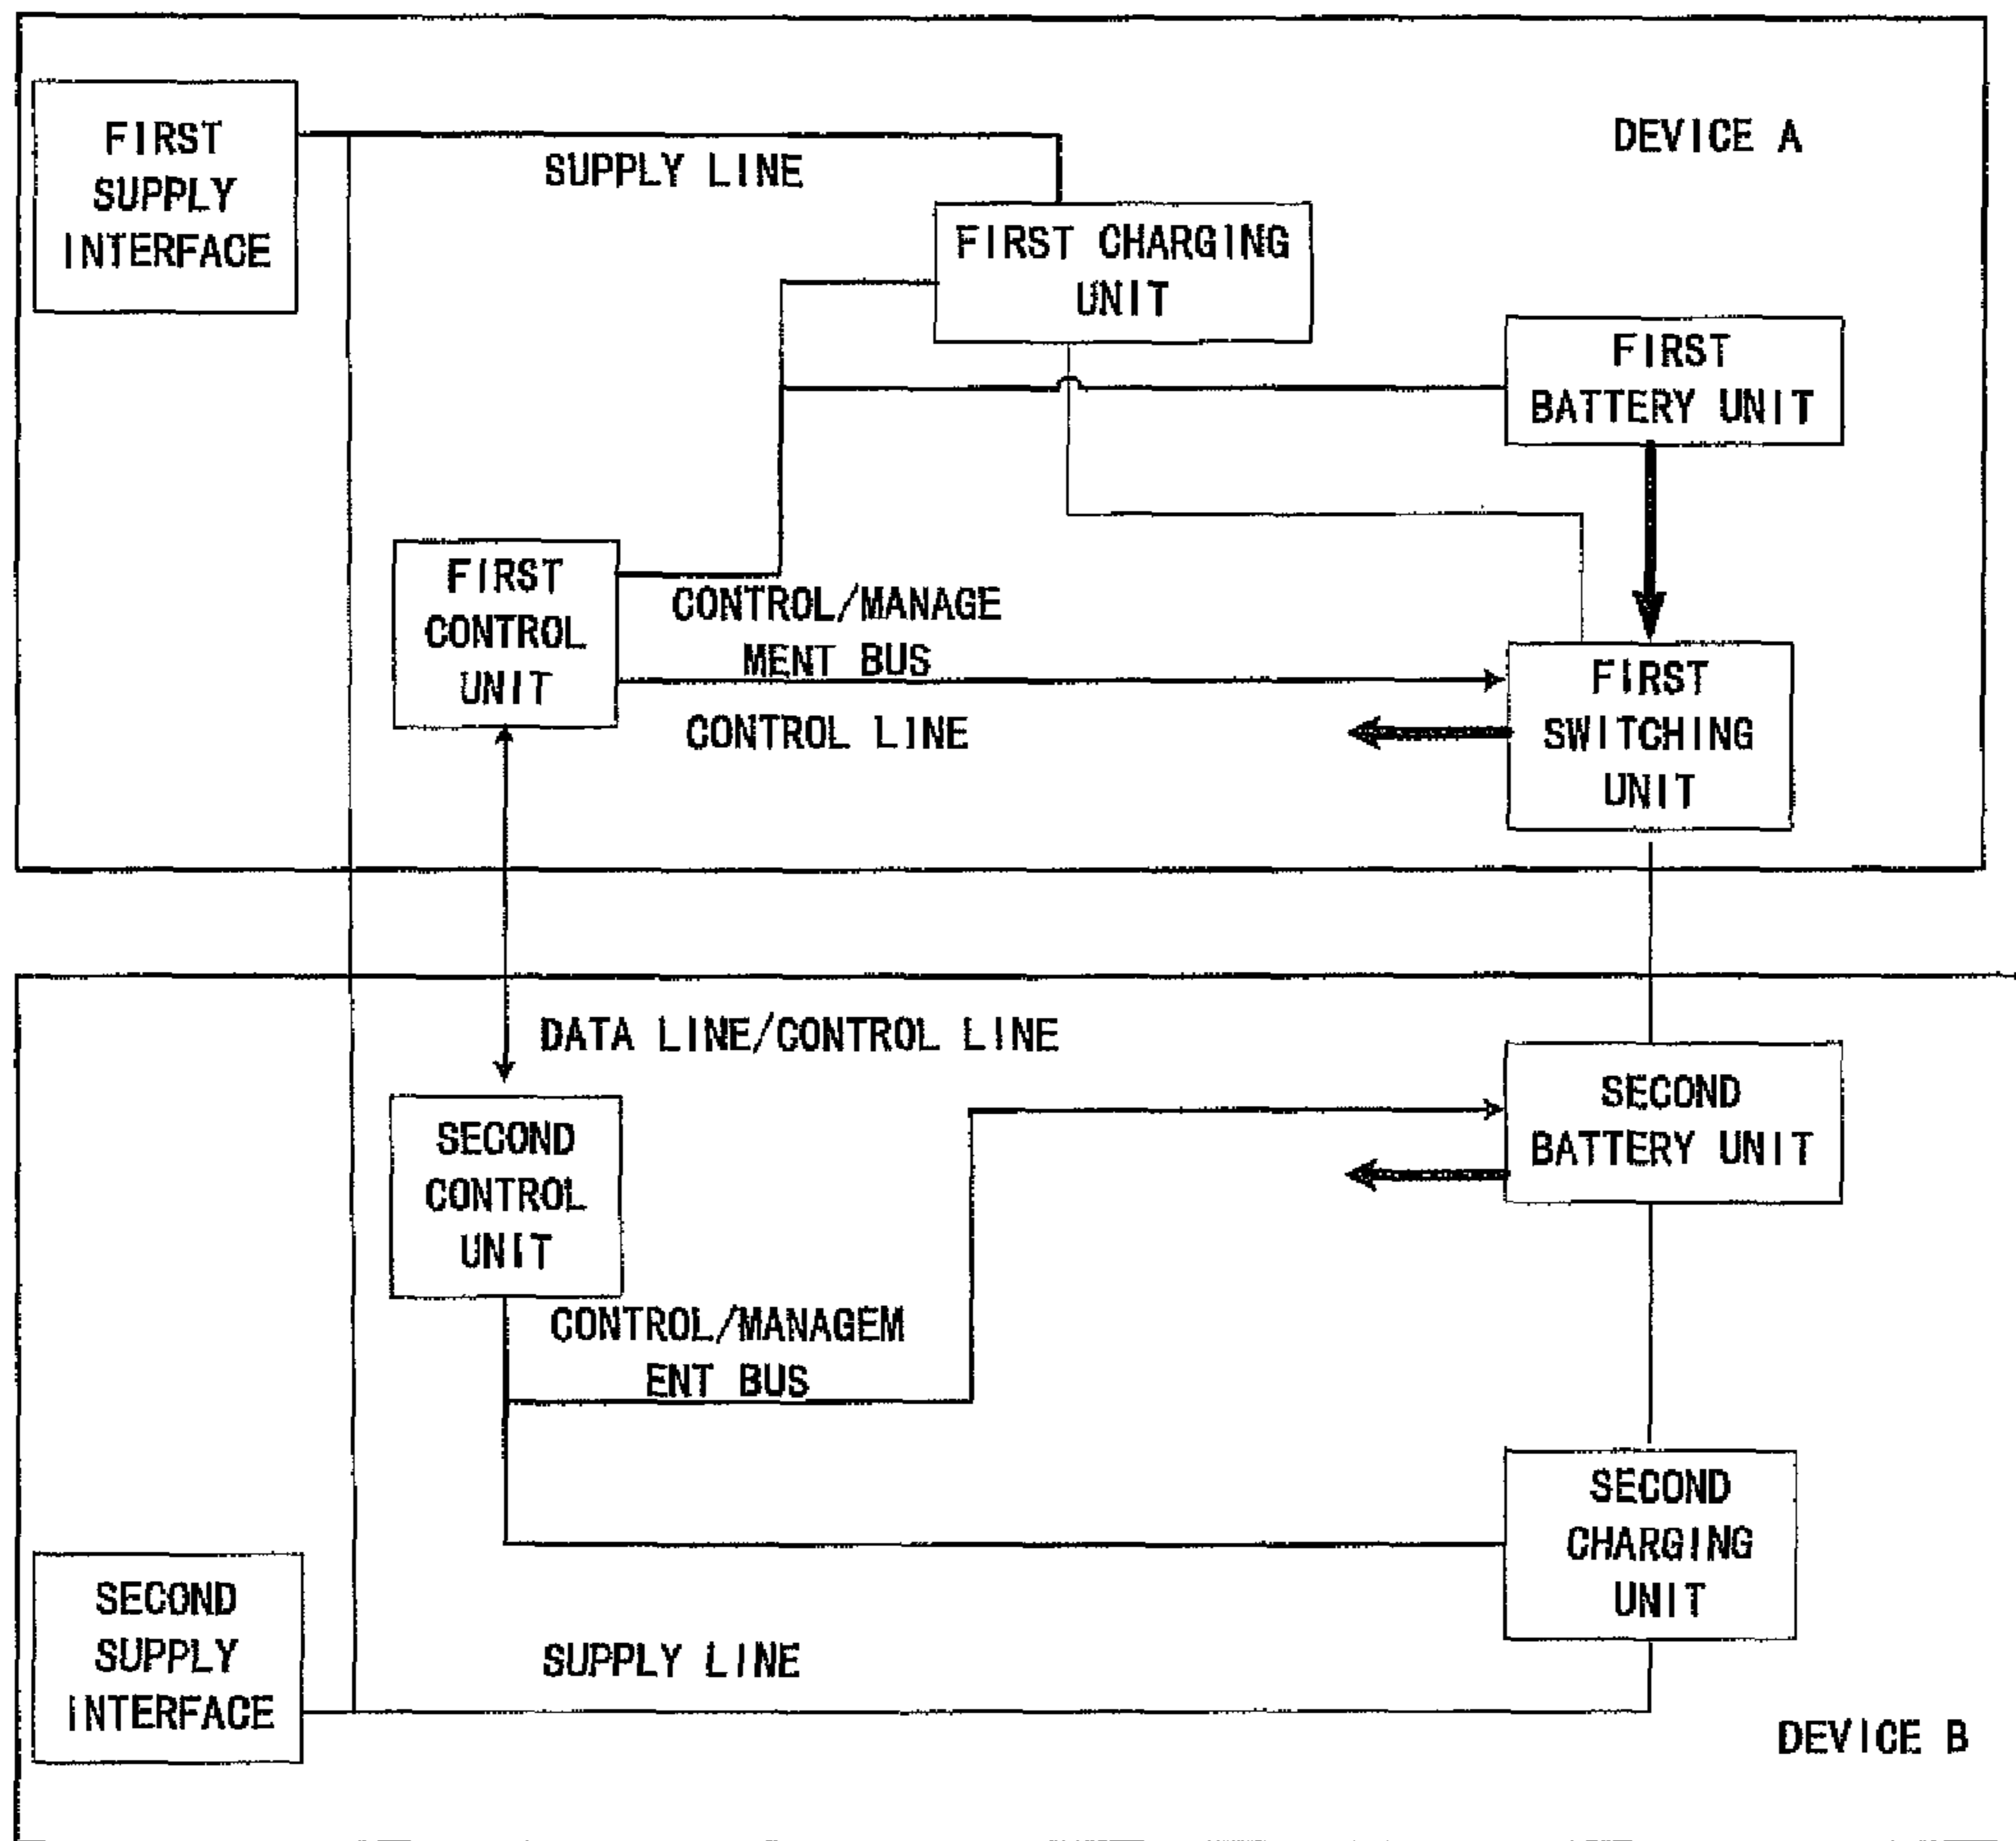 FIRST
SUPPLY
INTERFACE
SUPPLY LINE
DEVICE A
FIRST CHARGING
UNIT
FIRST
BATTERY UNIT
FIRST
CONTROL
UNIT
CONTROL/MANAGE
MENT BUS
CONTROL LINE
FIRST
SWITCHING
UNIT
DATA LINE/CONTROL LINE
SECOND
CONTROL
UNIT
SECOND
BATTERY UNIT
CONTROL/MANAGEM
ENT BUS
SECOND
CHARGING
UNIT
SECOND
SUPPLY
INTERFACE
SUPPLY LINE
DEVICE B